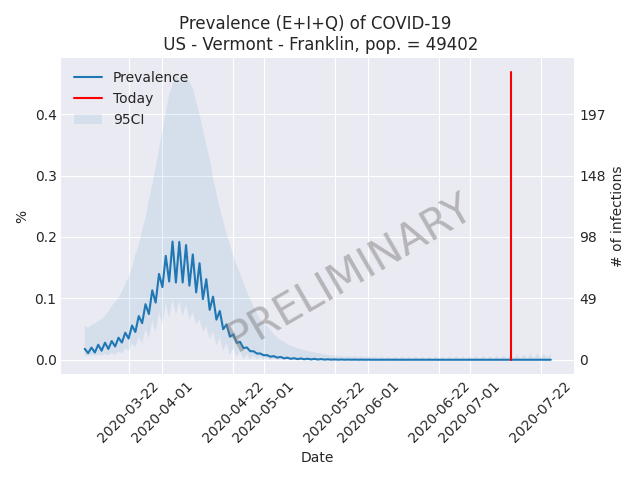 Prevalence (E+I+Q) of COVID-19
US - Vermont - Franklin, pop. = 49402
Prevalence
Today
95CI
0.4
0.3
0.2
0.1
0.0
%
197
148
98
49
0
# of infections
PRELIMINARY
2020-03-22
2020-04-01
2020-04-22
2020-05-01
2020-05-22
2020-06-01
2020-06-22
2020-07-01
2020-07-22
Date